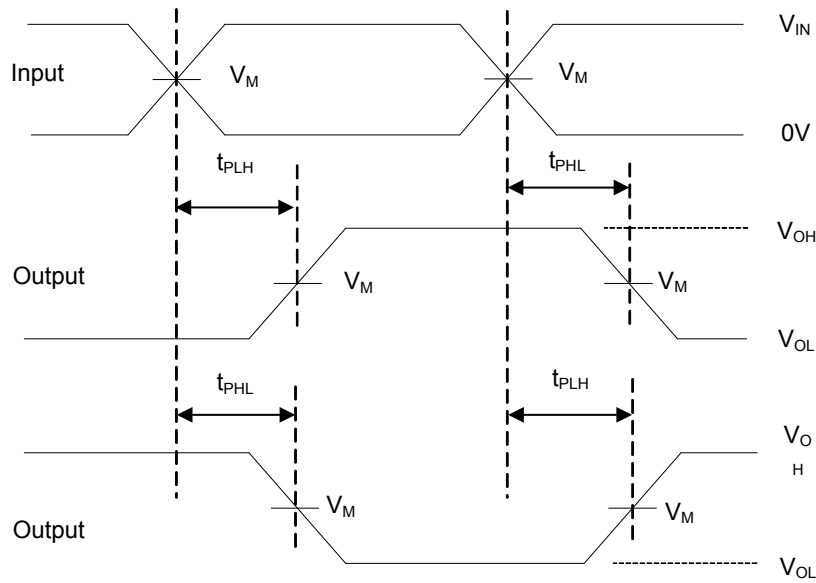 V_IN
Input
V_M
V_M
0V
t_PLH
t_PHL
V_OH
Output
V_M
V_M
V_OL
t_PHL
t_PLH
V_O
H
V_M
V_M
Output
V_OL